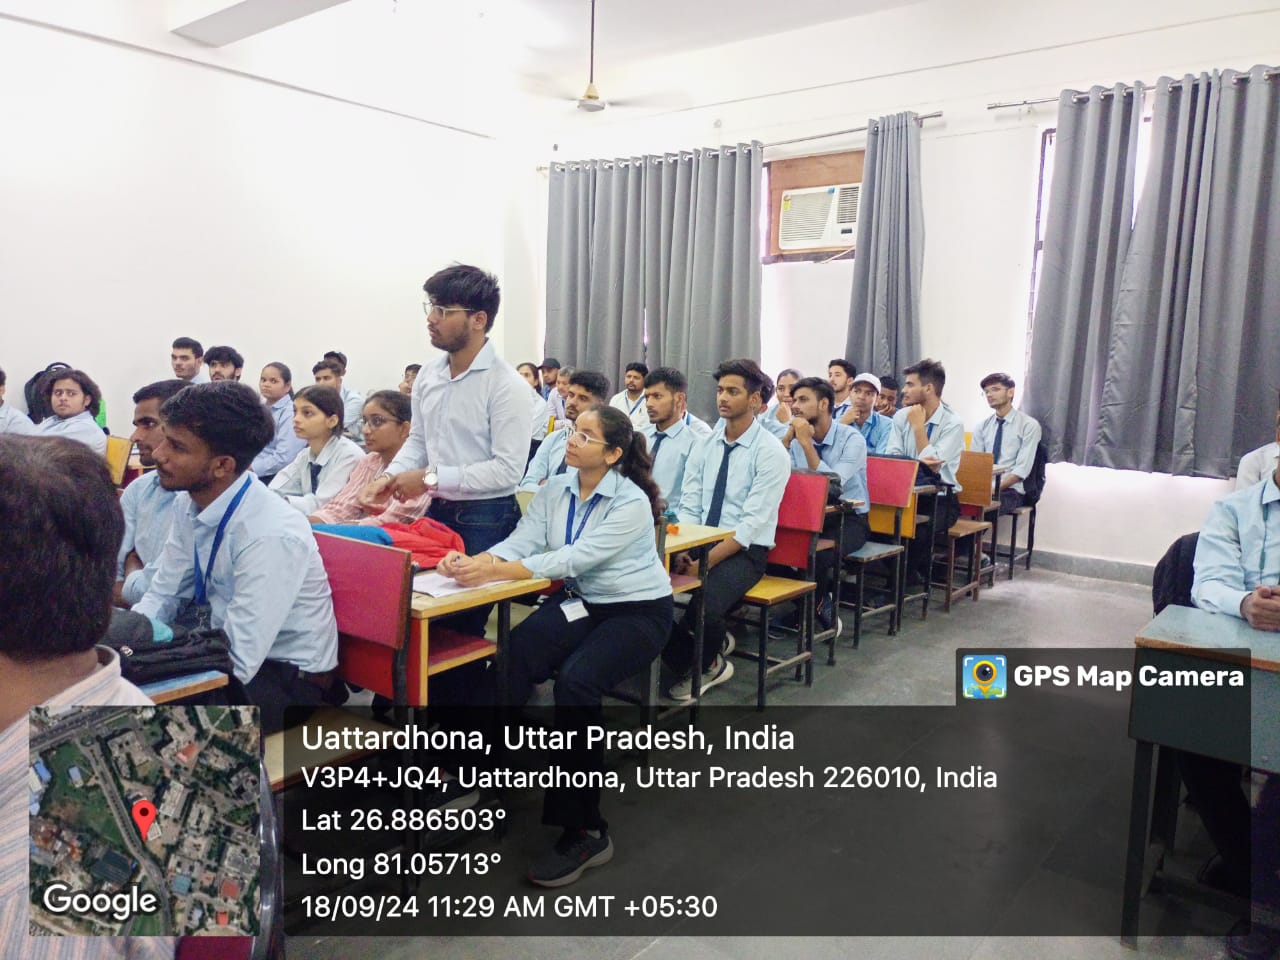 GPS Map Camera
Uattardhona, Uttar Pradesh, India
V3P4+JQ4, Uattardhona, Uttar Pradesh 226010, India
Lat 26.886503°
Long 81.05713°
18/09/24 11:29 AM GMT +05:30
Google